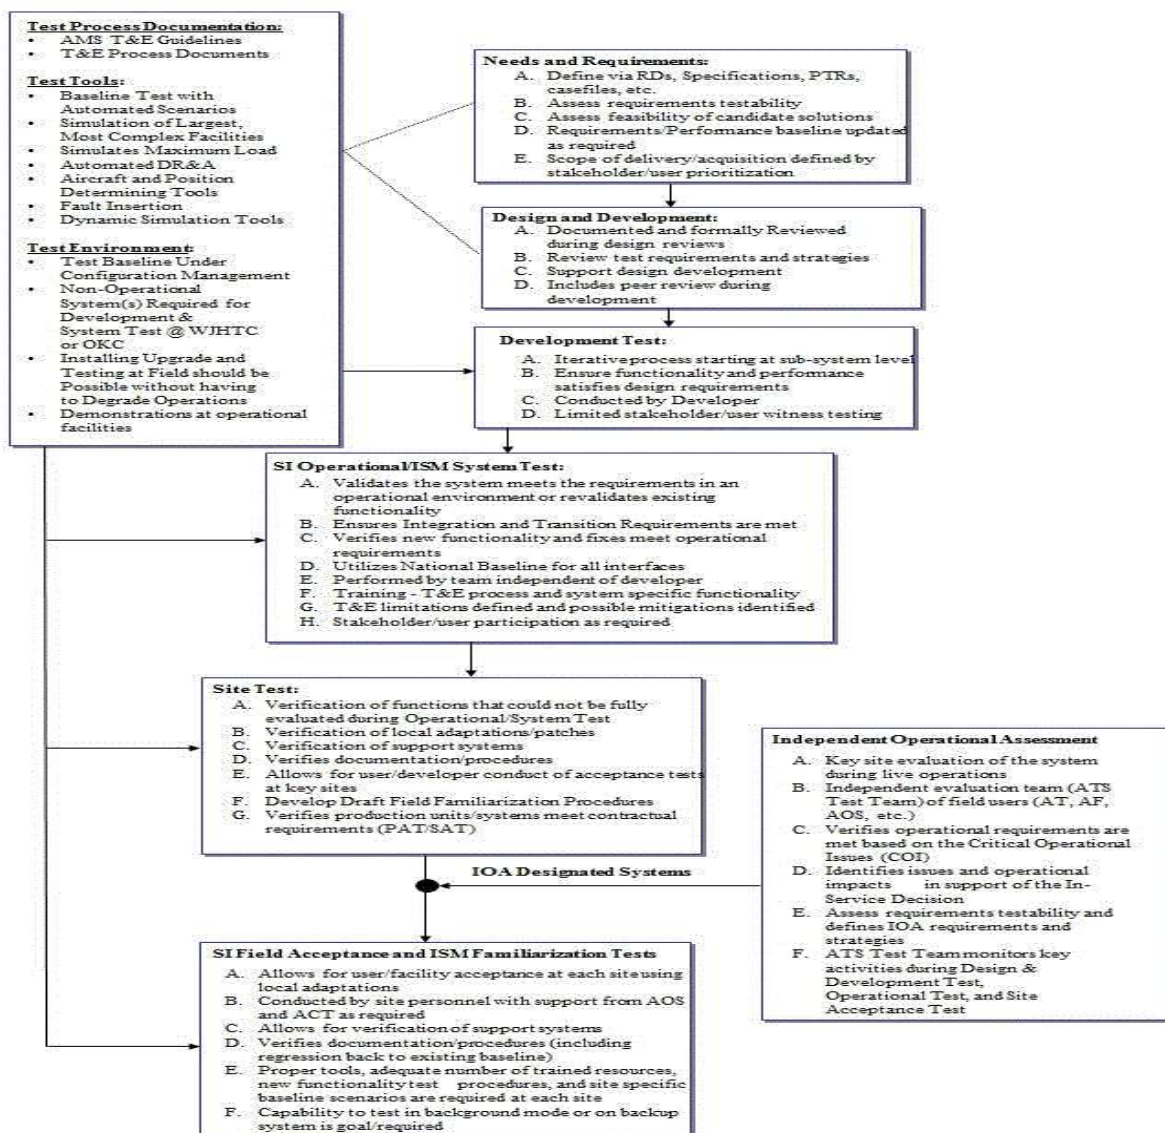 Test Process Documentation:
• AMS T&E Guidelines
• T&E Process Documents
Test Tools:
• Baseline Test with
Automated Scenarios
• Simulation of Largest,
Most Complex Facilities
• Simulates Maximum Load
• Automated DR&A
• Aircraft and Position
Determining Tools
• Fault Insertion
• Dynamic Simulation Tools
Test Environment:
• Test Baseline Under
Configuration Management
• Non-Operational
System(s) Required for
Development &
System Test @ WJHTC
or OKC
• Installing Upgrade and
Testing at Field should be
Possible without having
to Degrade Operations
• Demonstrations at operational
facilities
Needs and Requirements:
A. Define via RDs, Specifications, PTRs,
casefiles, etc.
B. Assess requirements testability
C. Assess feasibility of candidate solutions
D. Requirements/Performance baseline updated
as required
E. Scope of delivery/acquisition defined by
stakeholder/user prioritization
Design and Development:
A. Documented and formally Reviewed
during design reviews
B. Review test requirements and strategies
C. Support design development
D. Includes peer review during
development
Development Test:
A. Iterative process starting at sub-system level
B. Ensure functionality and performance
satisfies design requirements
C. Conducted by Developer
D. Limited stakeholder/user witness testing
SI Operational/ISM System Test:
A. Validates the system meets the requirements in an
operational environment or revalidates existing
functionality
B. Ensures Integration and Transition Requirements are met
C. Verifies new functionality and fixes meet operational
requirements
D. Utilizes National Baseline for all interfaces
E. Performed by team independent of developer
F. Training - T&E process and system specific functionality
G. T&E limitations defined and possible mitigations identified
H. Stakeholder/user participation as required
Site Test:
A. Verification of functions that could not be fully
evaluated during Operational/System Test
B. Verification of local adaptations/patches
C. Verification of support systems
D. Verifies documentation/procedures
E. Allows for user/developer conduct of acceptance tests
at key sites
F. Develop Draft Field Familiarization Procedures
G. Verifies production units/systems meet contractual
requirements (PAT/SAT)
IOA Designated Systems
Independent Operational Assessment
A. Key site evaluation of the system
during live operations
B. Independent evaluation team (ATS
Test Team) of field users (AT, AF,
AOS, etc.)
C. Verifies operational requirements are
met based on the Critical Operational
Issues (COI)
D. Identifies issues and operational
impacts in support of the In-
Service Decision
E. Assess requirements testability and
defines IOA requirements and
strategies
F. ATS Test Team monitors key
activities during Design &
Development Test,
Operational Test, and Site
Acceptance Test
SI Field Acceptance and ISM Familiarization Tests
A. Allows for user/facility acceptance at each site using
local adaptations
B. Conducted by site personnel with support from AOS
and ACT as required
C. Allows for verification of support systems
D. Verifies documentation/procedures (including
regression back to existing baseline)
E. Proper tools, adequate number of trained resources,
new functionality test procedures, and site specific
baseline scenarios are required at each site
F. Capability to test in background mode or on backup
system is goal/required